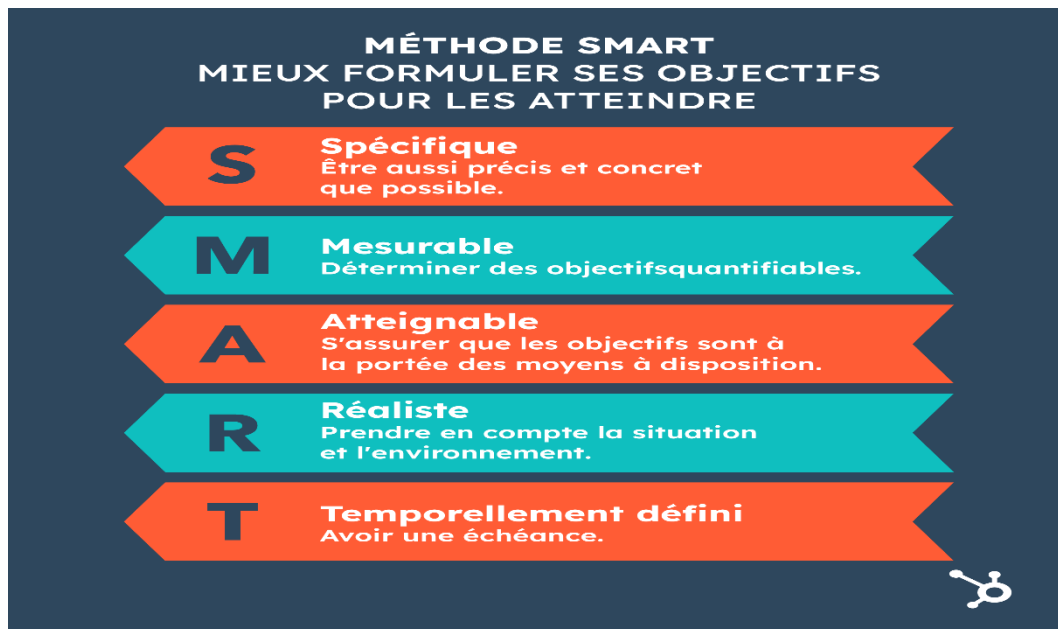 MÉTHODE SMART
MIEUX FORMULER SES OBJECTIFS
POUR LES ATTEINDRE
S
Spécifique
Être aussi précis et concret
que possible.
M
Mesurable
Déterminer des objectifsquantifiables.
A
Atteignable
S'assurer que les objectifs sont à
la portée des moyens à disposition.
R
Réaliste
Prendre en compte la situation
et l'environnement.
T
Temporellement défini
Avoir une échéance.